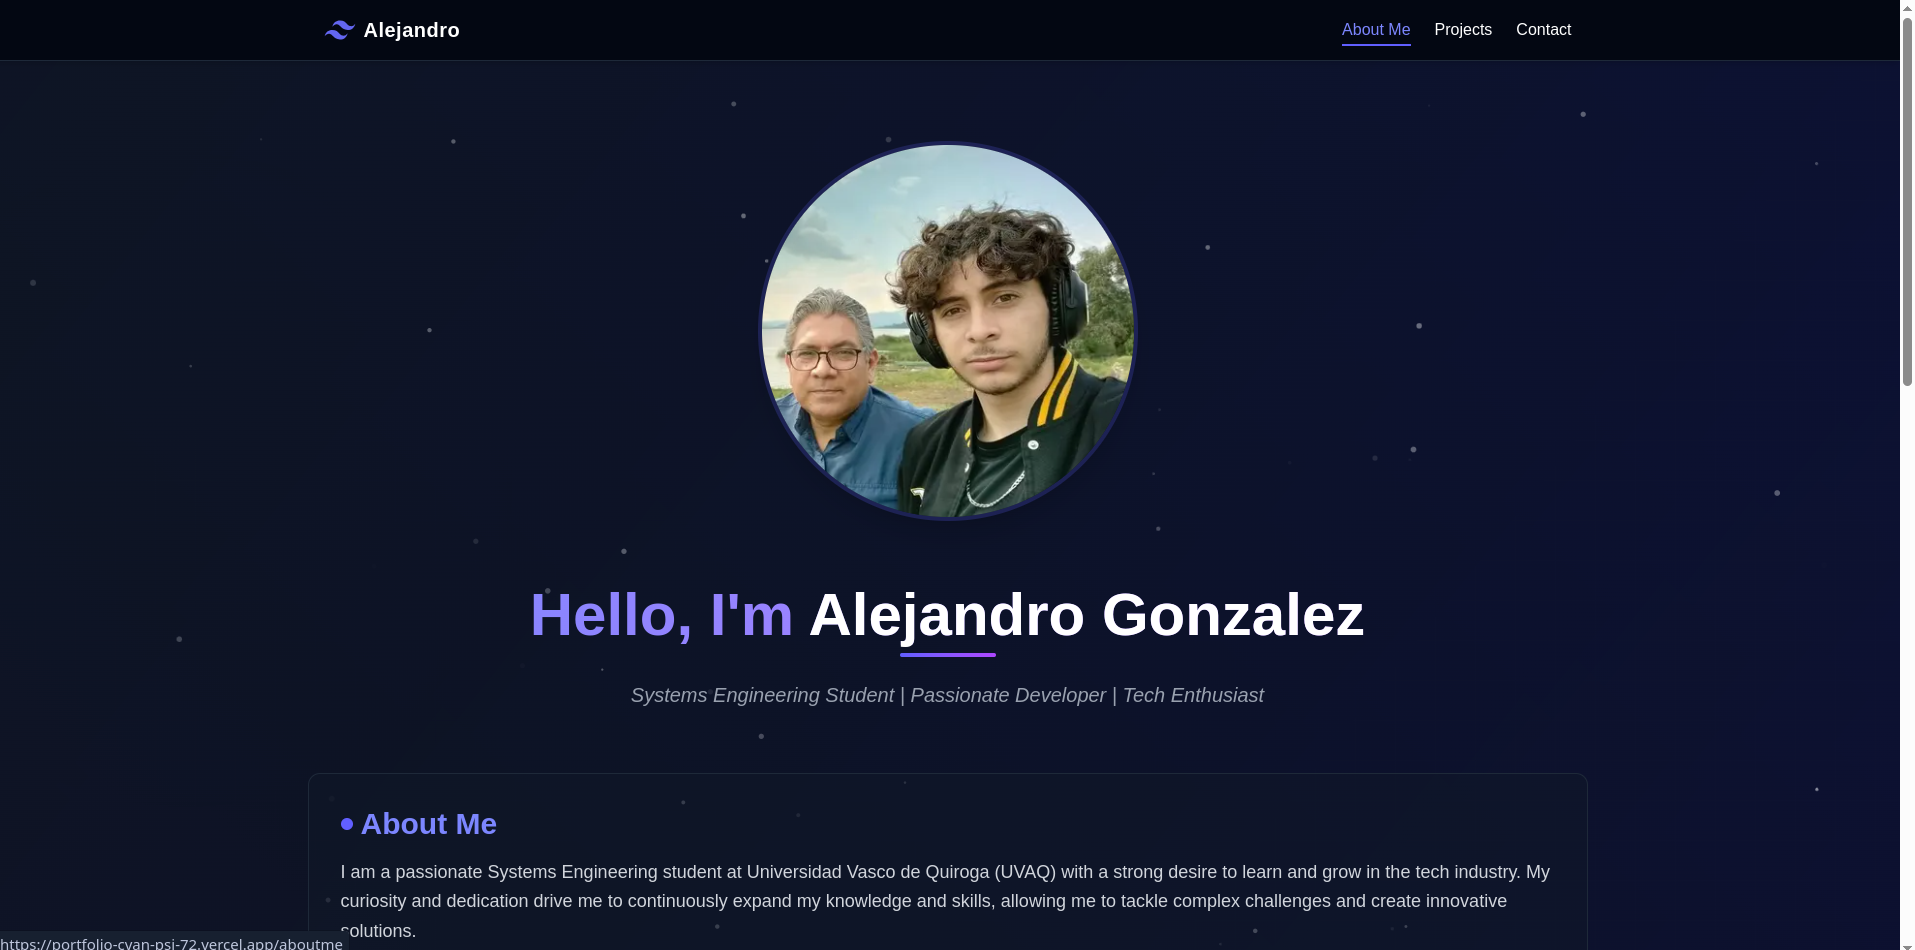 Alejandro
About Me Projects Contact
Hello, I'm Alejandro Gonzalez
Systems Engineering Student | Passionate Developer | Tech Enthusiast
About Me
I am a passionate Systems Engineering student at Universidad Vasco de Quiroga (UVAQ) with a strong desire to learn and grow in the tech industry. My
curiosity and dedication drive me to continuously expand my knowledge and skills, allowing me to tackle complex challenges and create innovative
solutions.
https://portfolio-cyan-psi-72.vercel.app/aboutme